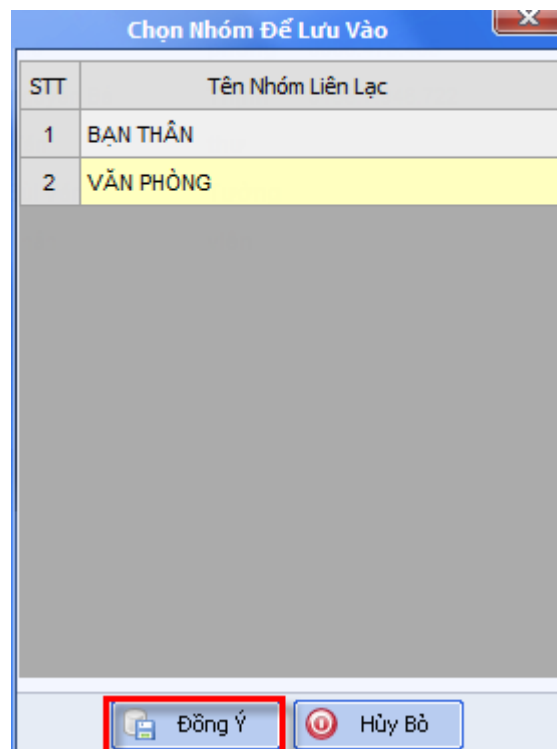 Chọn Nhóm Để Lưu Vào
STT Tên Nhóm Liên Lạc
1 BẠN THÂN
2 VĂN PHÒNG
Đồng Ý Hủy Bỏ